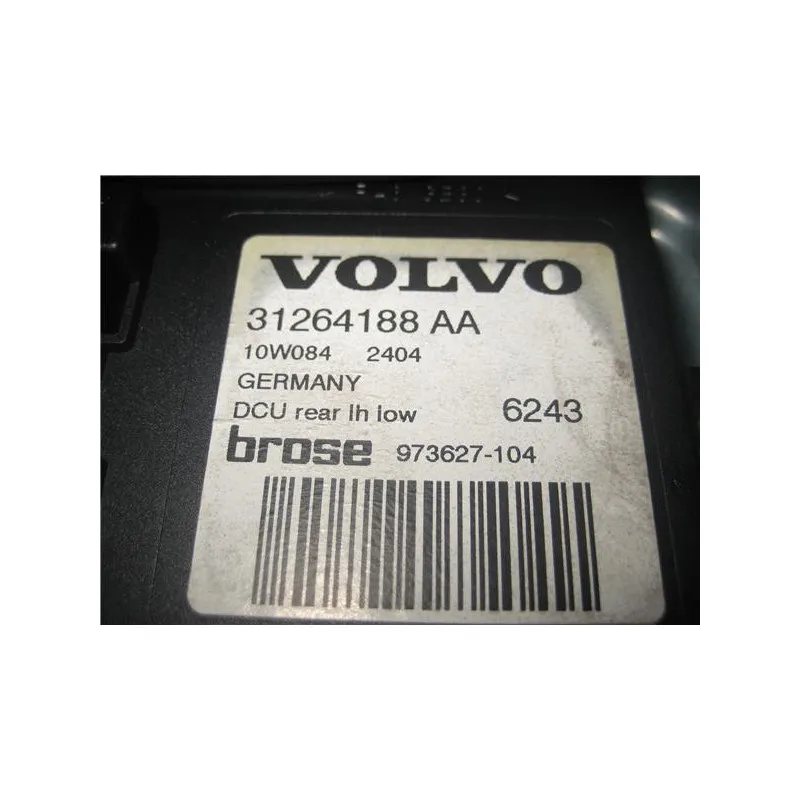 VOLVO
31264188 AA
10W084 2404
GERMANY
DCU rear lh low 6243
brose 973627-104